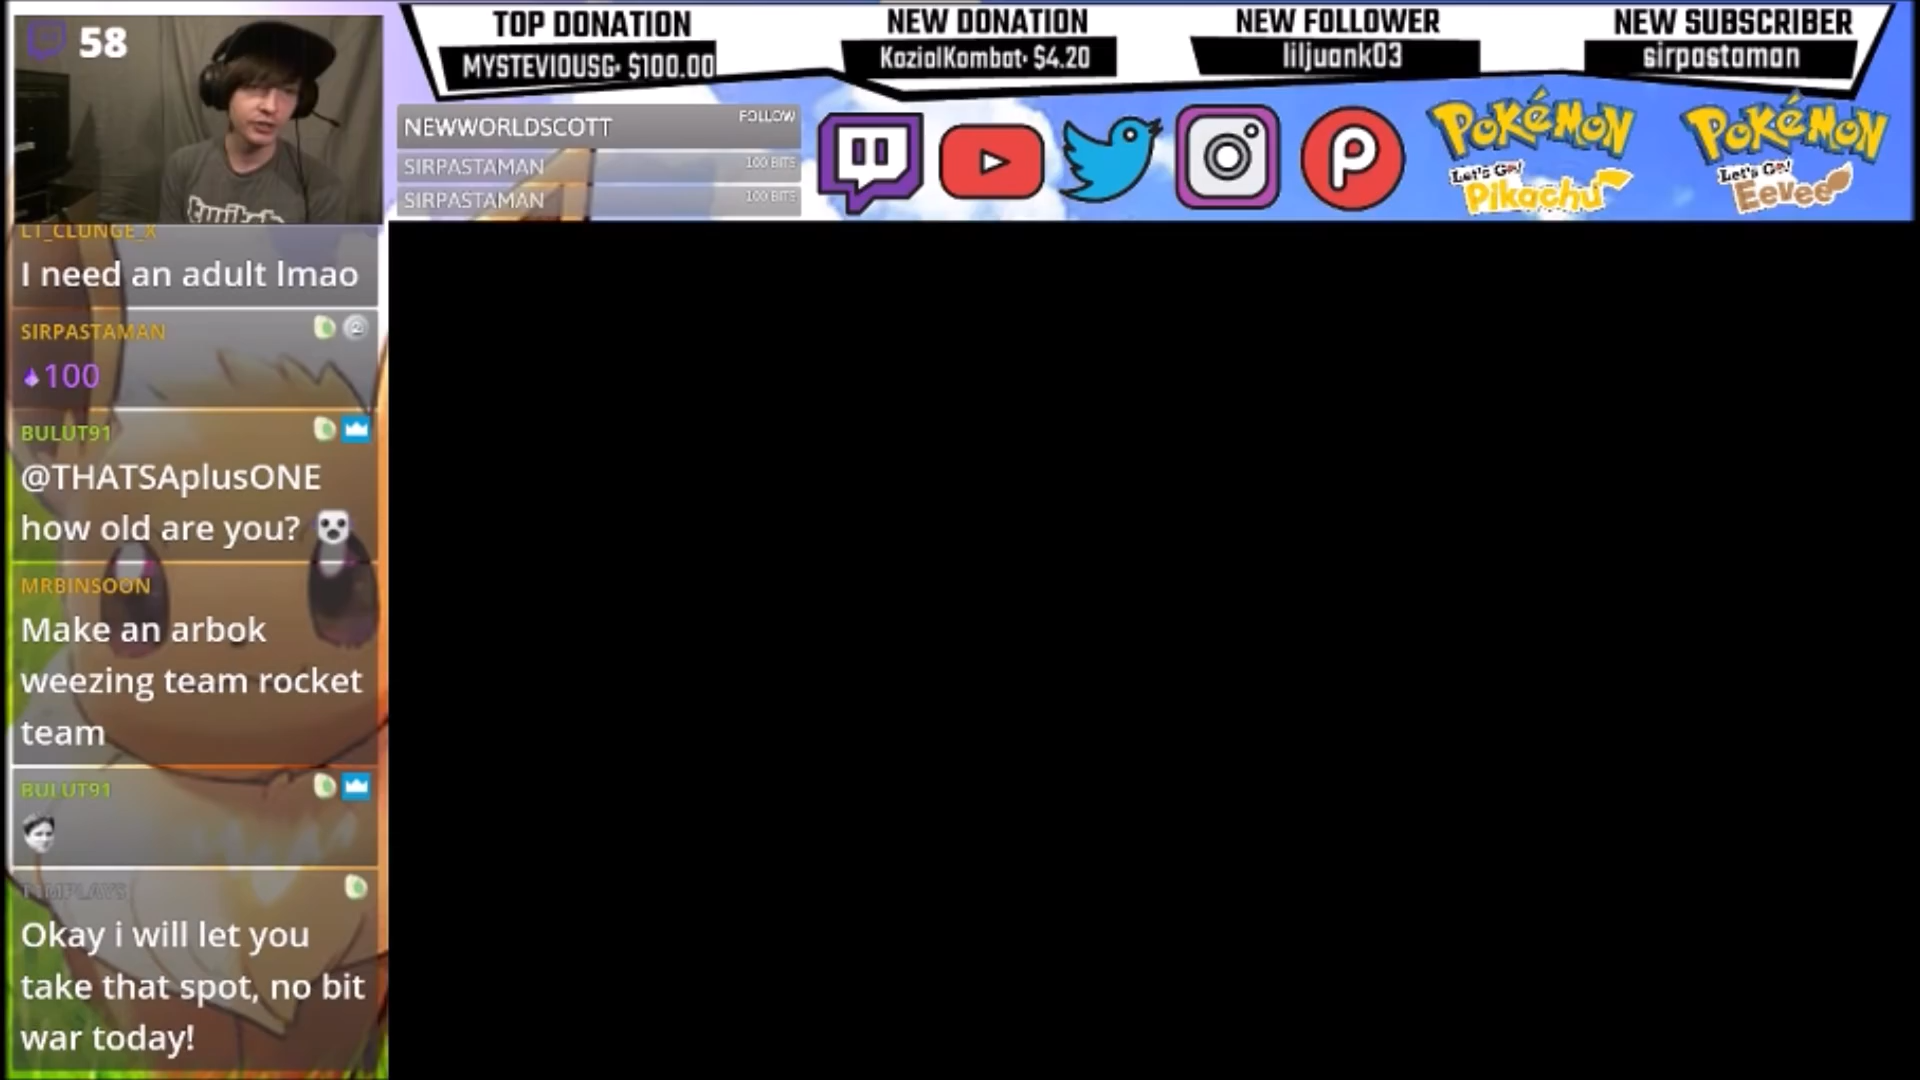 58
TOP DONATION
MYSTEVIOUSG• $100.00
NEW DONATION
KozialKombat• $4.20
NEW FOLLOWER
liljuank03
NEW SUBSCRIBER
sirpastaman
NEWWORLDSCOTT FOLLOW
SIRPASTAMAN 100 BITS
SIRPASTAMAN 100 BITS
POKéMON
Let's Go!
Pikachu
POKéMON
Let's Go!
Eevee
twitch
LT_CLUNGE_X
I need an adult lmao
SIRPASTAMAN 2
100
BULUT91
@THATSAplusONE
how old are you?
MRBINSOON
Make an arbok
weezing team rocket
team
BULUT91
Okay i will let you
take that spot, no bit
war today!